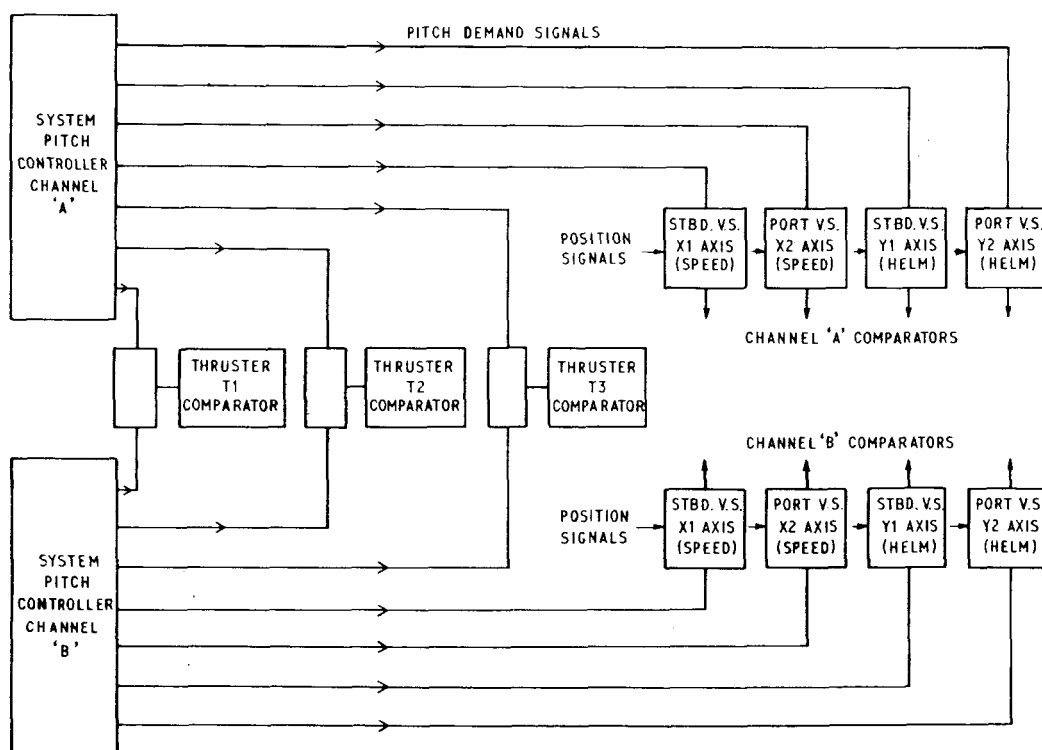 PITCH DEMAND SIGNALS
SYSTEM
PITCH
CONTROLLER
CHANNEL
'A'
POSITION
SIGNALS
STBD. V.S.
X1 AXIS
(SPEED)
PORT V.S.
X2 AXIS
(SPEED)
STBD. V.S.
Y1 AXIS
(HELM)
PORT V.S.
Y2 AXIS
(HELM)
CHANNEL 'A' COMPARATORS
THRUSTER
T1
COMPARATOR
THRUSTER
T2
COMPARATOR
THRUSTER
T3
COMPARATOR
CHANNEL 'B' COMPARATORS
SYSTEM
PITCH
CONTROLLER
CHANNEL
'B'
POSITION
SIGNALS
STBD. V.S.
X1 AXIS
(SPEED)
PORT V.S.
X2 AXIS
(SPEED)
STBD. V.S.
Y1 AXIS
(HELM)
PORT V.S.
Y2 AXIS
(HELM)